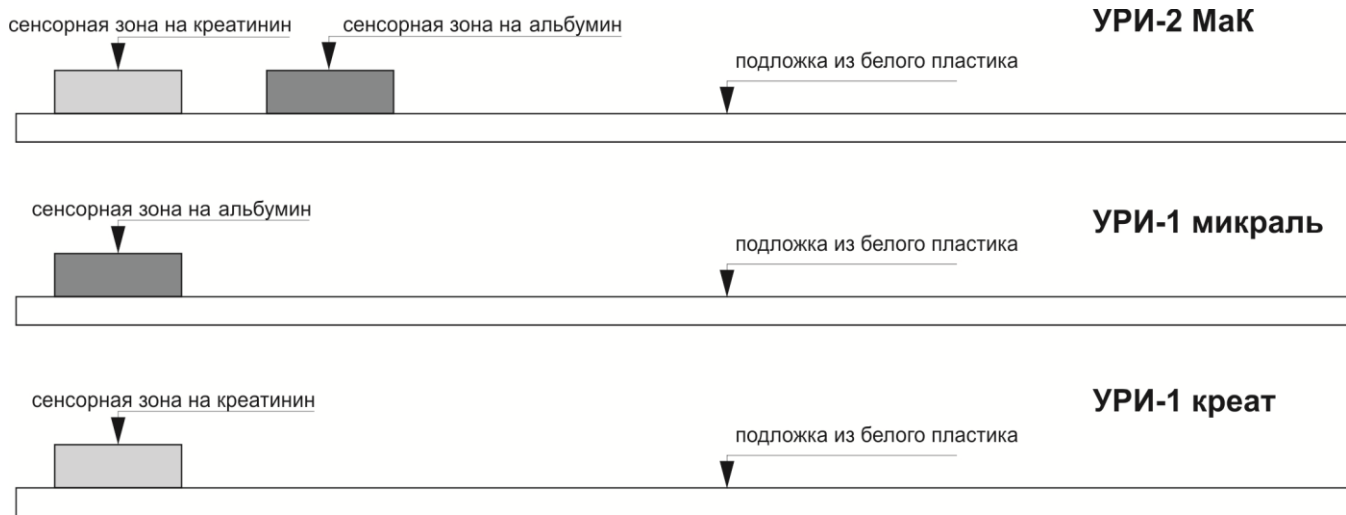 сенсорная зона на креатинин
сенсорная зона на альбумин
УРИ-2 МаК
подложка из белого пластика
сенсорная зона на альбумин
УРИ-1 микраль
подложка из белого пластика
сенсорная зона на креатинин
УРИ-1 креат
подложка из белого пластика